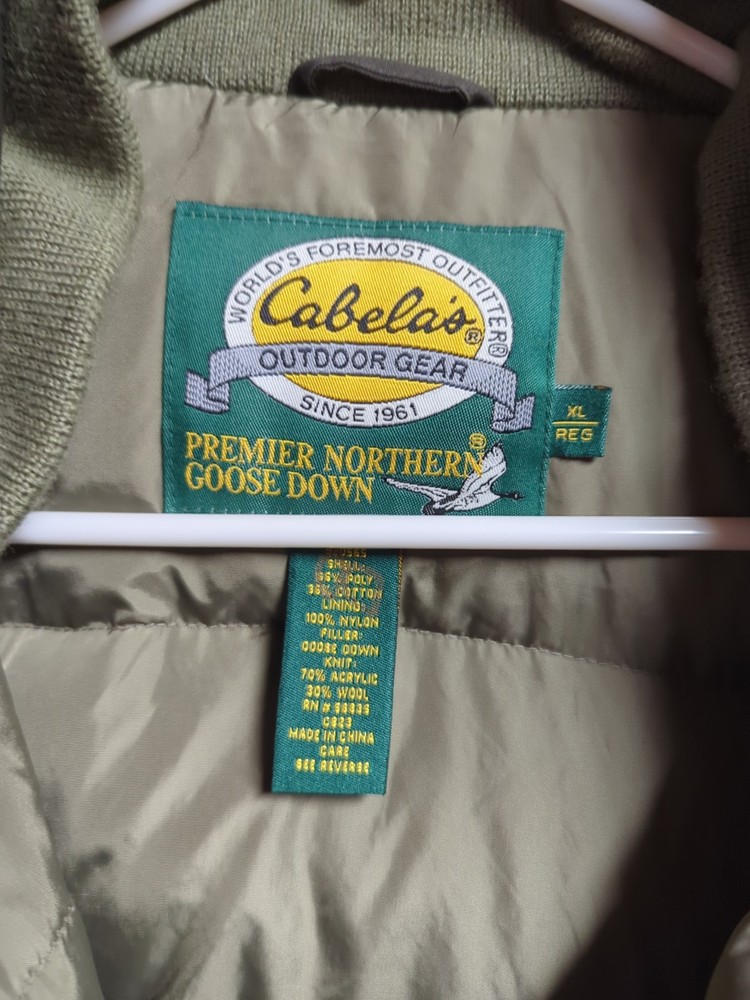 WORLD'S FOREMOST OUTFITTER®
Cabela's®
OUTDOOR GEAR
SINCE 1961
XL
REG
PREMIER NORTHERN®
GOOSE DOWN
SHELL:
COTTON
LINING:
100% NYLON
FILLER:
GOOSE DOWN
KNIT:
70% ACRYLIC
30% WOOL
MADE IN CHINA
CARE
SEE REVERSE